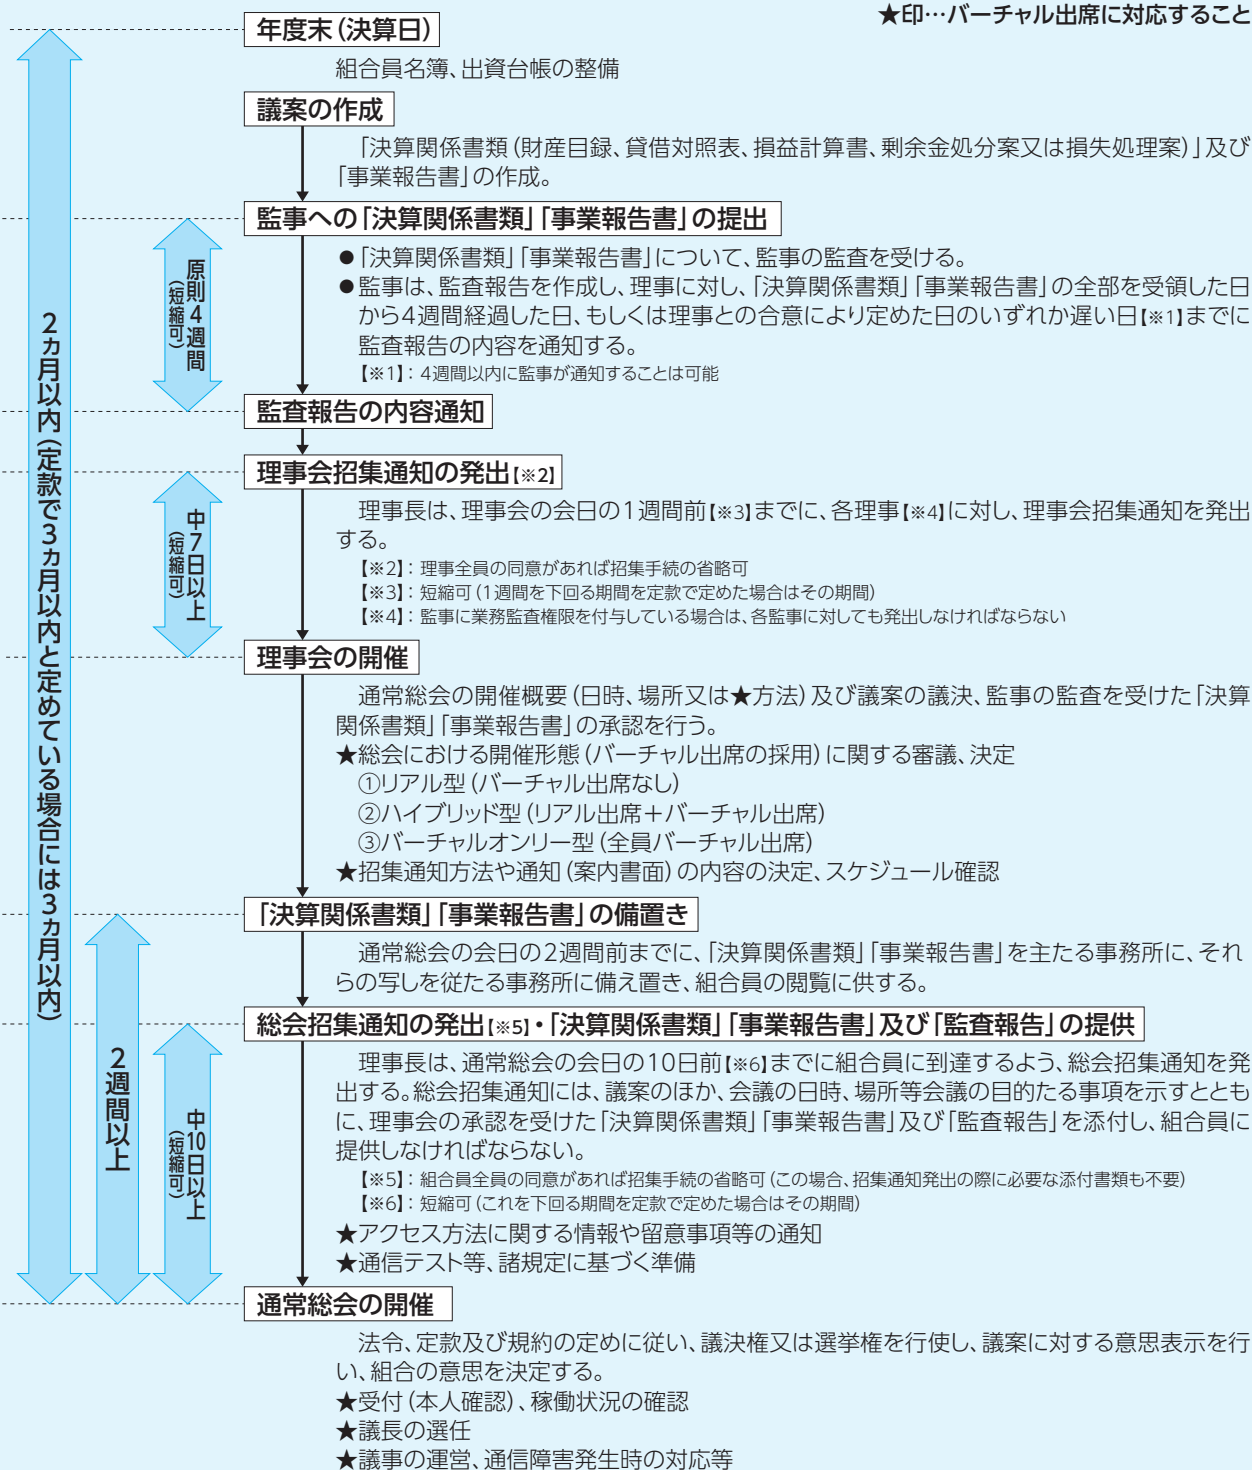 ★印…バーチャル出席に対応すること
年度末(決算日)
組合員名簿、出資台帳の整備
議案の作成
「決算関係書類(財産目録、貸借対照表、損益計算書、剰余金処分案又は損失処理案)」及び
「事業報告書」の作成。
監事への「決算関係書類」「事業報告書」の提出
●「決算関係書類」「事業報告書」について、監事の監査を受ける。
●監事は、監査報告を作成し、理事に対し、「決算関係書類」「事業報告書」の全部を受領した日
から4週間経過した日、もしくは理事との合意により定めた日のいずれか遅い日【※1】までに
監査報告の内容を通知する。
【※1】：4週間以内に監事が通知することは可能
原則4週間
(短縮可)
監査報告の内容通知
理事会招集通知の発出【※2】
理事長は、理事会の会日の1週間前【※3】までに、各理事【※4】に対し、理事会招集通知を発出
する。
【※2】：理事全員の同意があれば招集手続の省略可
【※3】：短縮可(1週間を下回る期間を定款で定めた場合はその期間)
【※4】：監事に業務監査権限を付与している場合は、各監事に対しても発出しなければならない
中7日以上
(短縮可)
理事会の開催
通常総会の開催概要(日時、場所又は★方法)及び議案の議決、監事の監査を受けた「決算
関係書類」「事業報告書」の承認を行う。
★総会における開催形態(バーチャル出席の採用)に関する審議、決定
①リアル型(バーチャル出席なし)
②ハイブリッド型(リアル出席＋バーチャル出席)
③バーチャルオンリー型(全員バーチャル出席)
★招集通知方法や通知(案内書面)の内容の決定、スケジュール確認
2ヵ月以内(定款で3ヵ月以内と定めている場合には3ヵ月以内)
「決算関係書類」「事業報告書」の備置き
通常総会の会日の2週間前までに、「決算関係書類」「事業報告書」を主たる事務所に、それ
らの写しを従たる事務所に備え置き、組合員の閲覧に供する。
総会招集通知の発出【※5】・「決算関係書類」「事業報告書」及び「監査報告」の提供
理事長は、通常総会の会日の10日前【※6】までに組合員に到達するよう、総会招集通知を発
出する。総会招集通知には、議案のほか、会議の日時、場所等会議の目的たる事項を示すととも
に、理事会の承認を受けた「決算関係書類」「事業報告書」及び「監査報告」を添付し、組合員に
提供しなければならない。
【※5】：組合員全員の同意があれば招集手続の省略可(この場合、招集通知発出の際に必要な添付書類も不要)
【※6】：短縮可(これを下回る期間を定款で定めた場合はその期間)
★アクセス方法に関する情報や留意事項等の通知
★通信テスト等、諸規定に基づく準備
2週間以上
中10日以上
(短縮可)
通常総会の開催
法令、定款及び規約の定めに従い、議決権又は選挙権を行使し、議案に対する意思表示を行
い、組合の意思を決定する。
★受付(本人確認)、稼働状況の確認
★議長の選任
★議事の運営、通信障害発生時の対応等